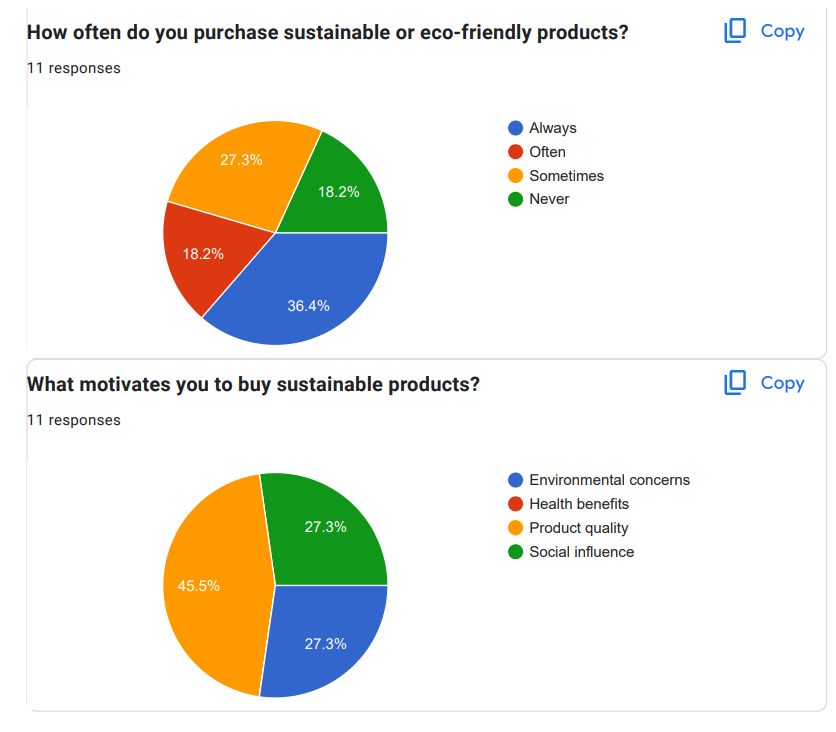 How often do you purchase sustainable or eco-friendly products?
Copy
11 responses
27.3%
18.2%
18.2%
36.4%
Always
Often
Sometimes
Never
What motivates you to buy sustainable products?
Copy
11 responses
27.3%
45.5%
27.3%
Environmental concerns
Health benefits
Product quality
Social influence